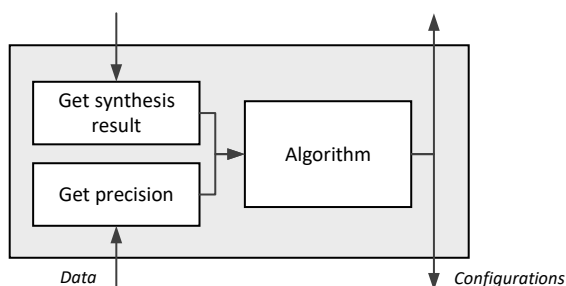 Get synthesis
result
Algorithm
Get precision
Data
Configurations